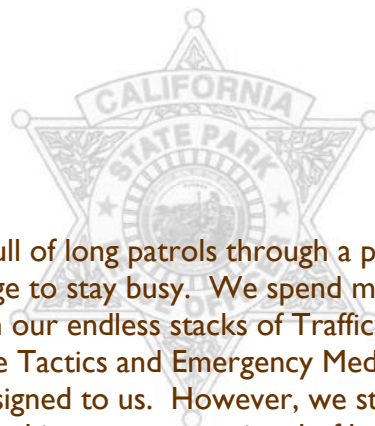 CALIFORNIA
STATE PARK
ull of long patrols through a p
ge to stay busy. We spend m
n our endless stacks of Traffic
e Tactics and Emergency Med
signed to us. However, we st